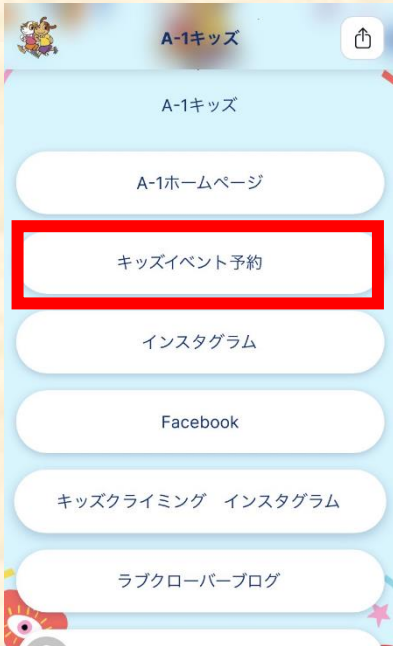 A-1キッズ
A-1キッズ
A-1ホームページ
キッズイベント予約
インスタグラム
Facebook
キッズクライミング　インスタグラム
ラブクローバーブログ